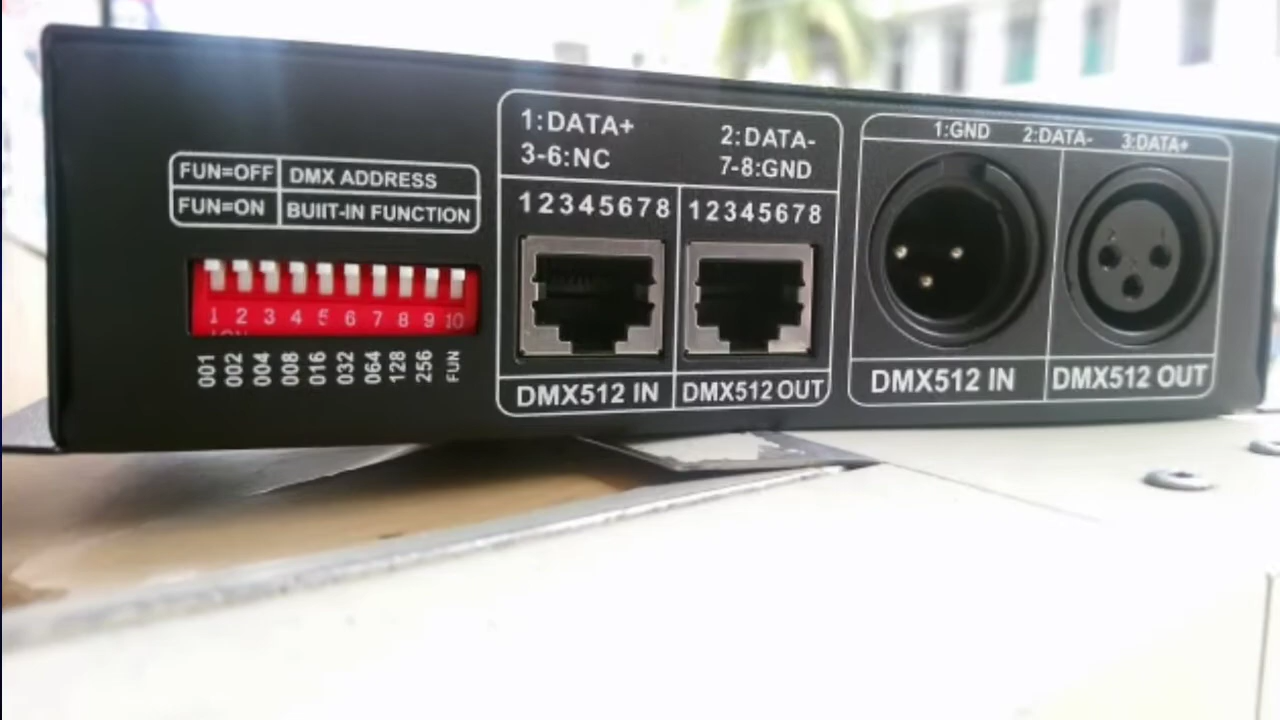 FUN=OFF DMX ADDRESS
FUN=ON BUIIT-IN FUNCTION
1 2 3 4 5 6 7 8 9 10
001 002 004 008 016 032 064 128 256 FUN
1:DATA+ 2:DATA-
3-6:NC 7-8:GND
12345678 12345678
DMX512 IN DMX512 OUT
1:GND 2:DATA- 3:DATA+
DMX512 IN DMX512 OUT